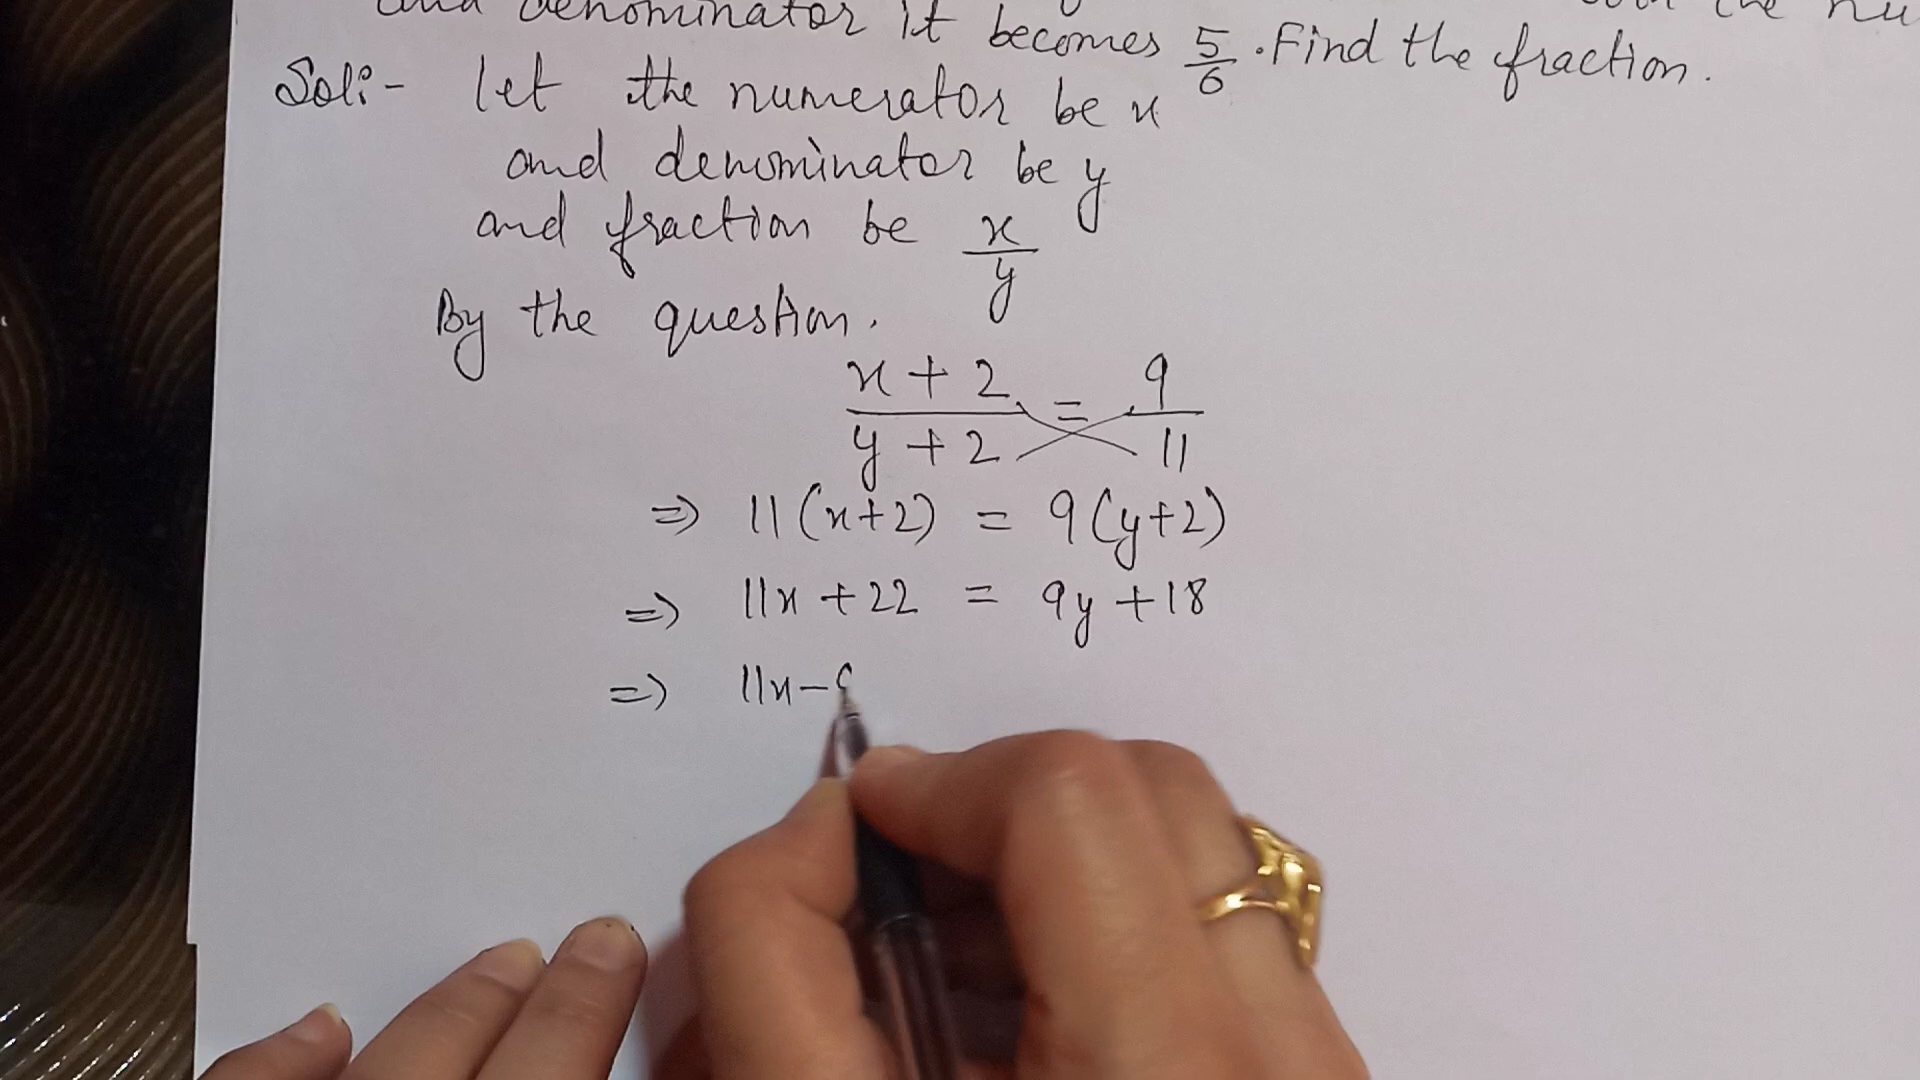 and denominator it becomes 5/6 . Find the fraction.
Sol:- let the numerator be x
and denominator be y
and fraction be x/y
By the question.
x+2/y+2 = 9/11
=> 11(x+2) = 9(y+2)
=> 11x+22 = 9y+18
=> 11x-